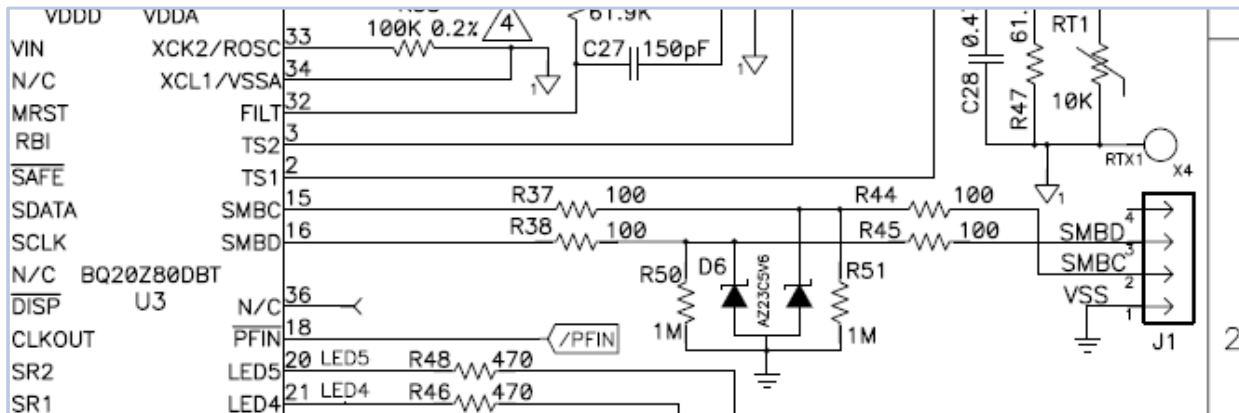 VDDD VDDA
100K 0.2% 4
61.9K
VIN XCK2/ROSC 33
C27 150pF 1 1
RT1
N/C XCL1/VSSA 34
C28 0.4 R47 61. 10K
MRST FILT 32
RBI TS2 3
RTX1 X4
SAFE TS1 2
1
SDATA SMBC 15 R37 100 R44 100 4
SCLK SMBD 16 R38 100 R45 100 SMBD 3
N/C BQ20Z80DBT R50 D6 AZ23C5V6 R51 SMBC 2
DISP U3 N/C 36 VSS 1
1M 1M J1
CLKOUT PFIN 18 /PFIN
2
SR2 LED5 20 LED5 R48 470
SR1 LED4 21 LED4 R46 470